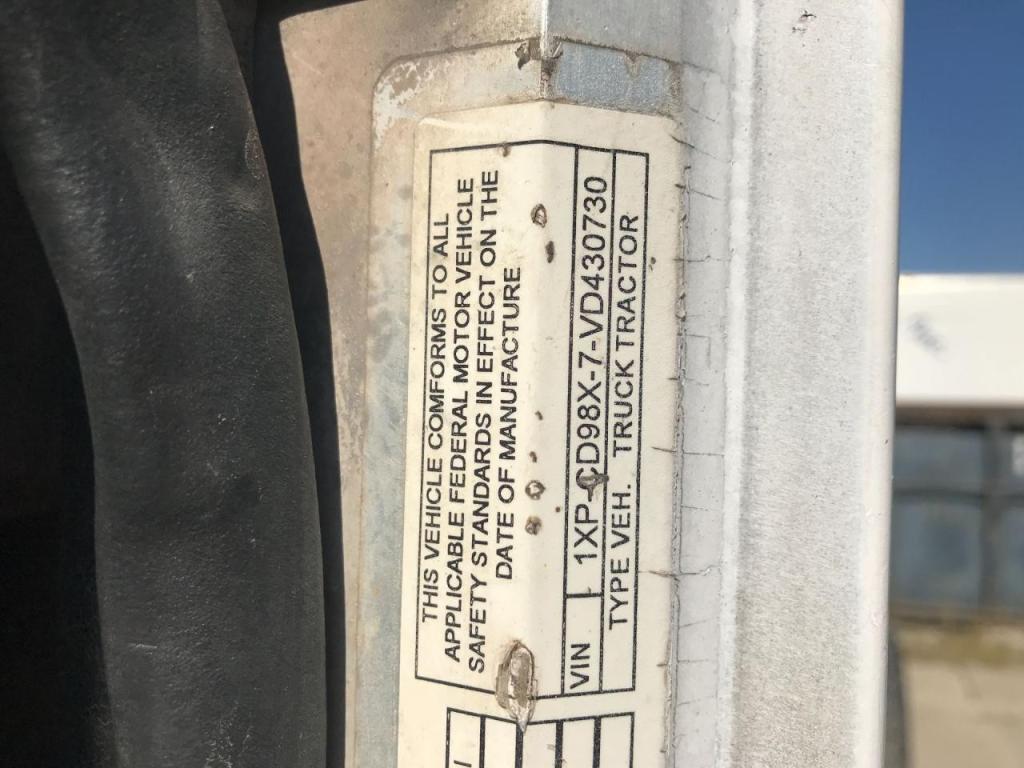 THIS VEHICLE COMFORMS TO ALL
APPLICABLE FEDERAL MOTOR VEHICLE
SAFETY STANDARDS IN EFFECT ON THE
DATE OF MANUFACTURE
VIN 1XP-CD98X-7-VD430730
TYPE VEH. TRUCK TRACTOR